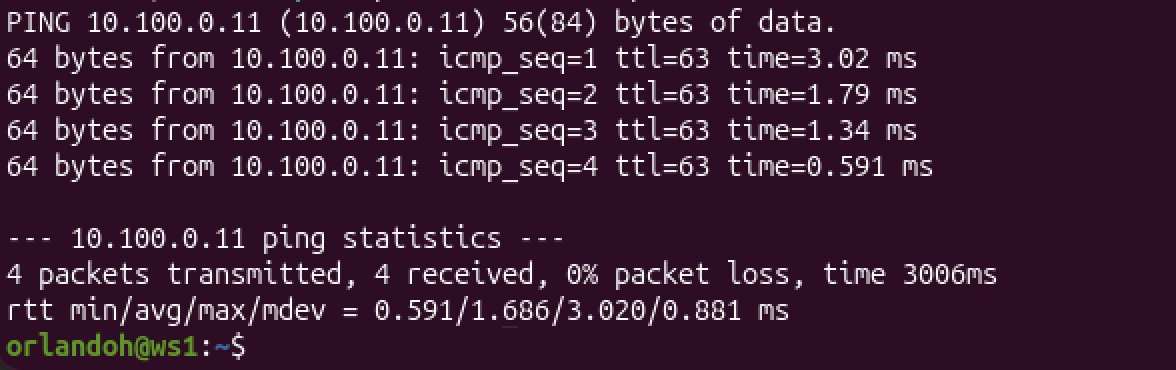 PING 10.100.0.11 (10.100.0.11) 56(84) bytes of data.
64 bytes from 10.100.0.11: icmp_seq=1 ttl=63 time=3.02 ms
64 bytes from 10.100.0.11: icmp_seq=2 ttl=63 time=1.79 ms
64 bytes from 10.100.0.11: icmp_seq=3 ttl=63 time=1.34 ms
64 bytes from 10.100.0.11: icmp_seq=4 ttl=63 time=0.591 ms
--- 10.100.0.11 ping statistics ---
4 packets transmitted, 4 received, 0% packet loss, time 3006ms
rtt min/avg/max/mdev = 0.591/1.686/3.020/0.881 ms
orlandoh@ws1:~$